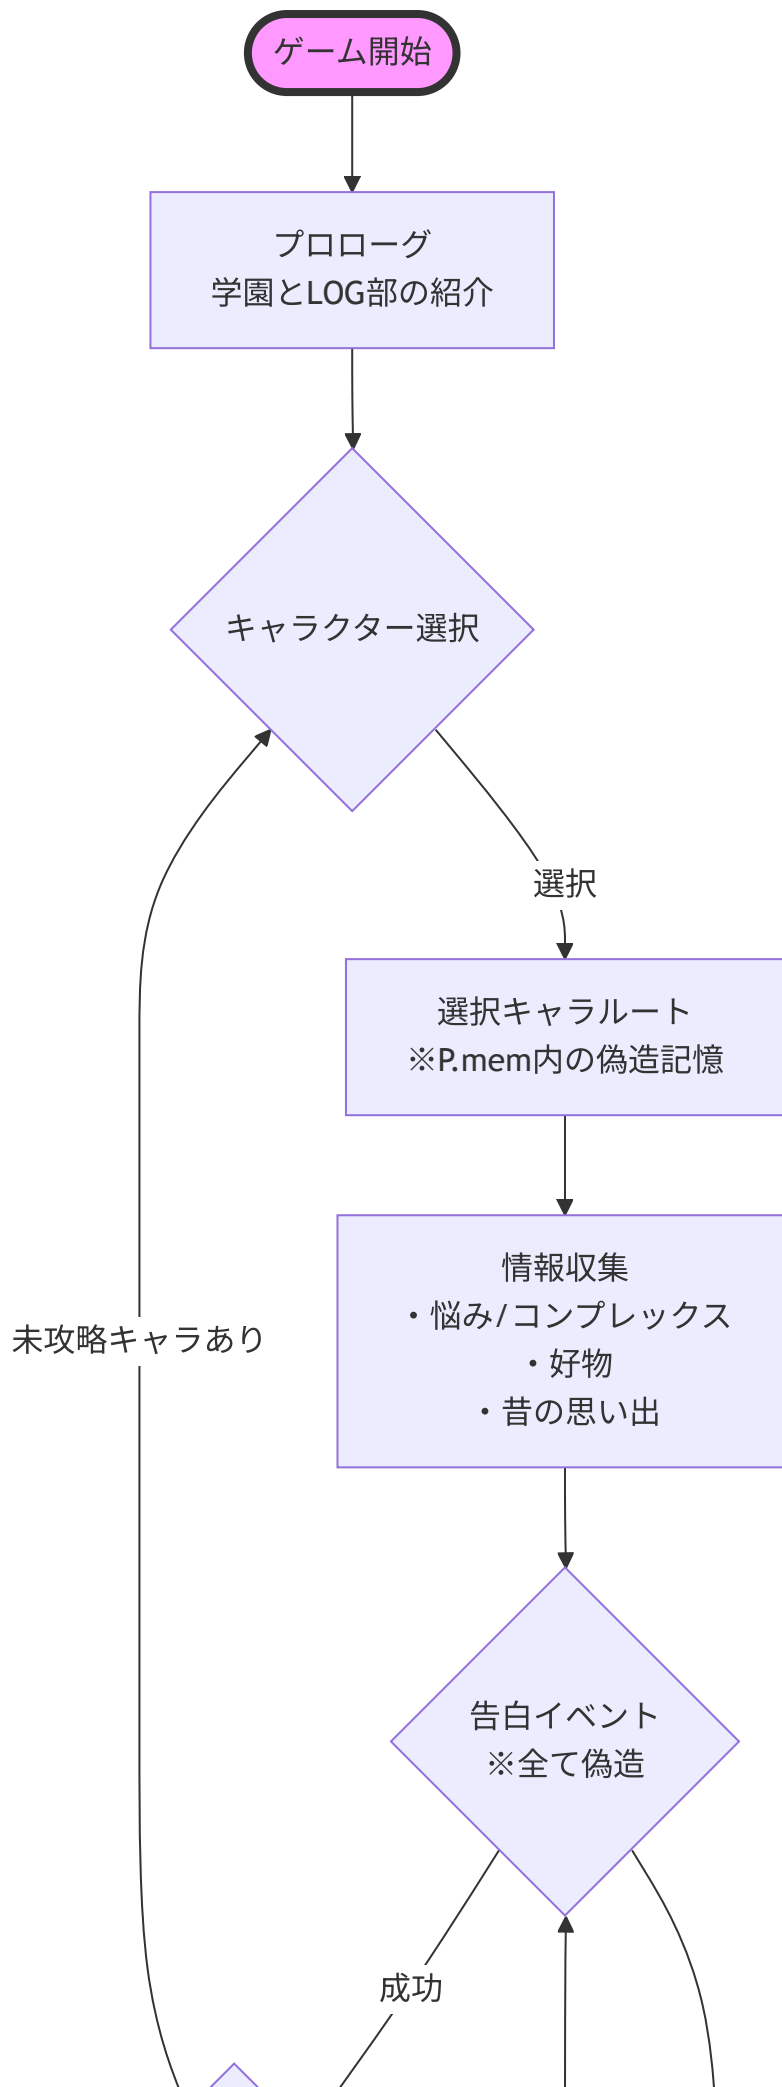 ゲーム開始
プロローグ
学園とLOG部の紹介
キャラクター選択
選択
選択キャラルート
※P.mem内の偽造記憶
情報収集
・悩み/コンプレックス
・好物
・昔の思い出
未攻略キャラあり
告白イベント
※全て偽造
成功